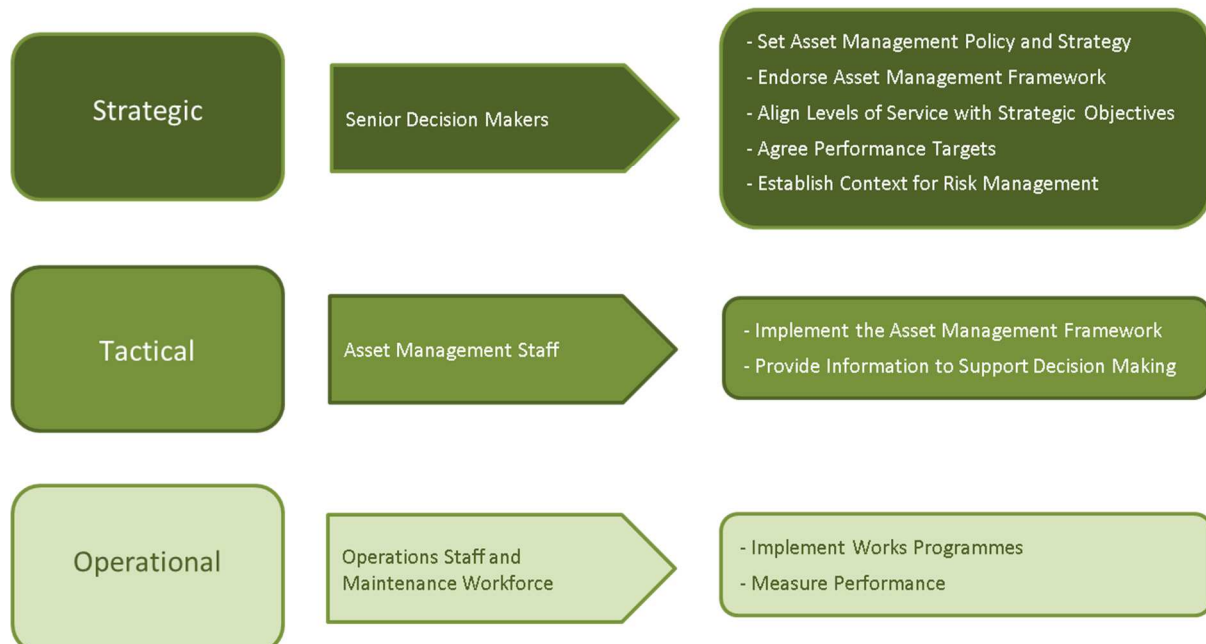 Strategic
Senior Decision Makers
- Set Asset Management Policy and Strategy
- Endorse Asset Management Framework
- Align Levels of Service with Strategic Objectives
- Agree Performance Targets
- Establish Context for Risk Management
Tactical
Asset Management Staff
- Implement the Asset Management Framework
- Provide Information to Support Decision Making
Operational
Operations Staff and
Maintenance Workforce
- Implement Works Programmes
- Measure Performance